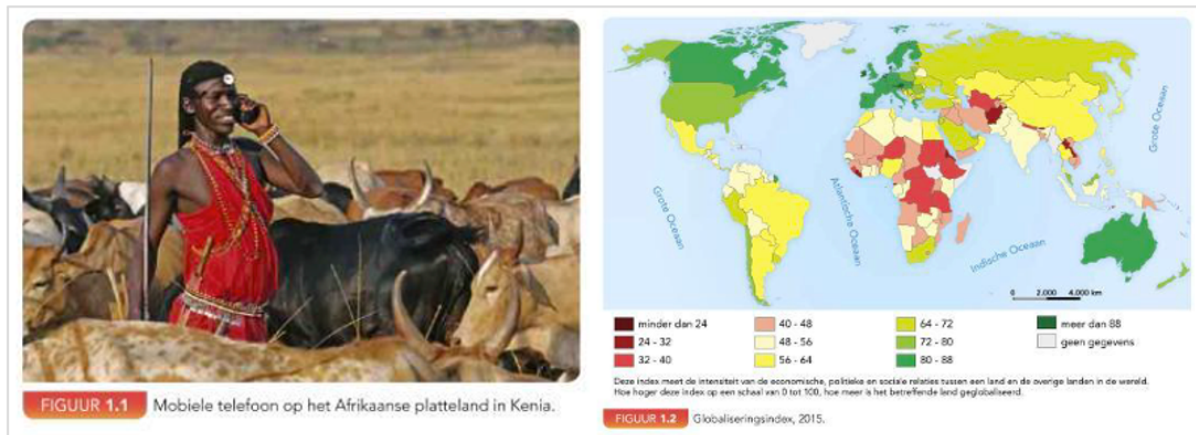 FIGUUR 1.1 Mobiele telefoon op het Afrikaanse platteland in Kenia.
Grote Oceaan
Atlantische Oceaan
Indische Oceaan
Grote Oceaan
0 2.000 4.000 km
minder dan 24
24 - 32
32 - 40
40 - 48
48 - 56
56 - 64
64 - 72
72 - 80
80 - 88
meer dan 88
geen gegevens
Deze index meet de intensiteit van de economische, politieke en sociale relaties tussen een land en de overige landen in de wereld.
Hoe hoger deze index op een schaal van 0 tot 100, hoe meer is het betreffende land geglobaliseerd.
FIGUUR 1.2 Globaliseringsindex, 2015.